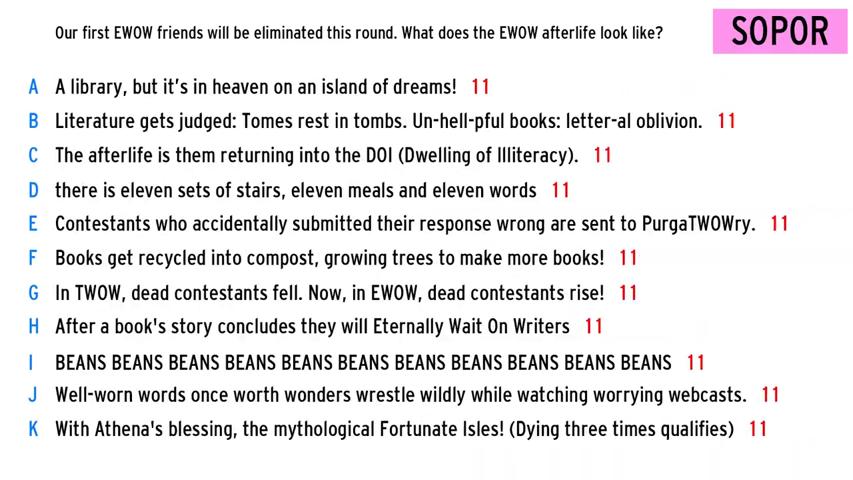 Our first EWOW friends will be eliminated this round. What does the EWOW afterlife look like?
SOPOR
A A library, but it's in heaven on an island of dreams! 11
B Literature gets judged: Tomes rest in tombs. Un-hell-pful books: letter-al oblivion. 11
C The afterlife is them returning into the DOI (Dwelling of Illiteracy). 11
D there is eleven sets of stairs, eleven meals and eleven words 11
E Contestants who accidentally submitted their response wrong are sent to PurgaTWOWry. 11
F Books get recycled into compost, growing trees to make more books! 11
G In TWOW, dead contestants fell. Now, in EWOW, dead contestants rise! 11
H After a book's story concludes they will Eternally Wait On Writers 11
I BEANS BEANS BEANS BEANS BEANS BEANS BEANS BEANS BEANS BEANS BEANS 11
J Well-worn words once worth wonders wrestle wildly while watching worrying webcasts. 11
K With Athena's blessing, the mythological Fortunate Isles! (Dying three times qualifies) 11